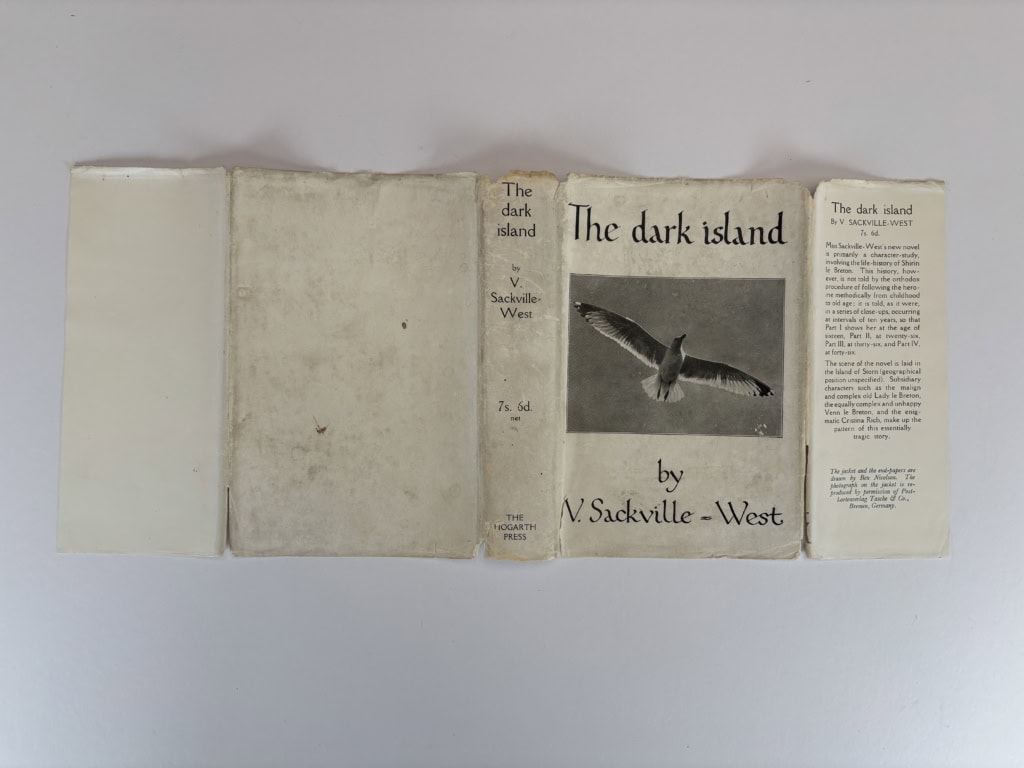 The
dark
island
by
V.
Sackville-
West
7s. 6d.
net
THE
HOGARTH
PRESS
The dark island
by
V. Sackville-West
The dark island
By V. SACKVILLE-WEST
7s. 6d.
Miss Sackville-West's new novel
is primarily a character-study,
involving the life-history of Shirin
le Breton. This history, how-
ever, is not told by the orthodox
procedure of following the hero-
ine methodically from childhood
to old age; it is told, as it were,
in a series of close-ups, occurring
at intervals of ten years, so that
Part I shows her at the age of
sixteen, Part II, at twenty-six,
Part III, at thirty-six, and Part IV,
at forty-six.
The scene of the novel is laid in
the Island of Storn (geographical
position unspecified). Subsidiary
characters such as the malign
and complex old Lady le Breton,
the equally complex and unhappy
Venn le Breton, and the enig-
matic Cristina Rich, make up the
pattern of this essentially
tragic story.
The jacket and the end-papers are
drawn by Ben Nicolson. The
photograph on the jacket is re-
produced by permission of Post-
kartenverlag Tasche & Co.,
Bremen, Germany.